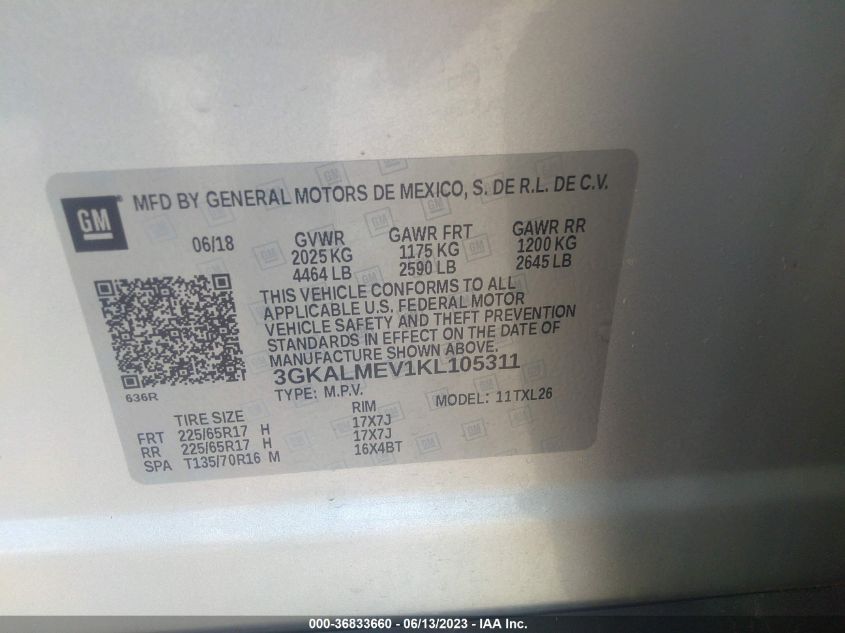 GM
MFD BY GENERAL MOTORS DE MEXICO, S. DE R.L. DE C.V.
06/18 GVWR GAWR FRT GAWR RR
2025 KG 1175 KG 1200 KG
4464 LB 2590 LB 2645 LB
THIS VEHICLE CONFORMS TO ALL
APPLICABLE U.S. FEDERAL MOTOR
VEHICLE SAFETY AND THEFT PREVENTION
STANDARDS IN EFFECT ON THE DATE OF
MANUFACTURE SHOWN ABOVE.
3GKALMEV1KL105311
636R
TYPE: M.P.V. MODEL: 11TXL26
TIRE SIZE RIM
FRT 225/65R17 H 17X7J
RR 225/65R17 H 17X7J
SPA T135/70R16 M 16X4BT
000-36833660 - 06/13/2023 - IAA Inc.